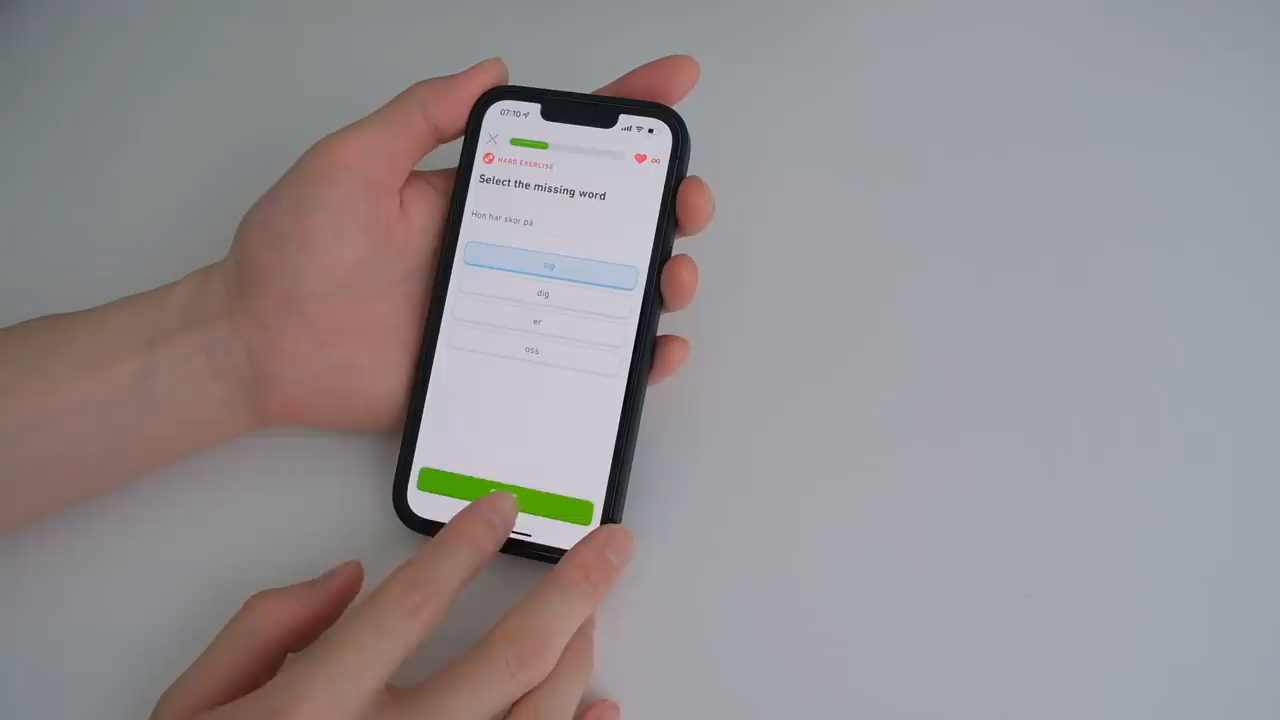 07:10
∞
HARD EXERCISE
Select the missing word
Hon har skor på
sig
dig
er
oss